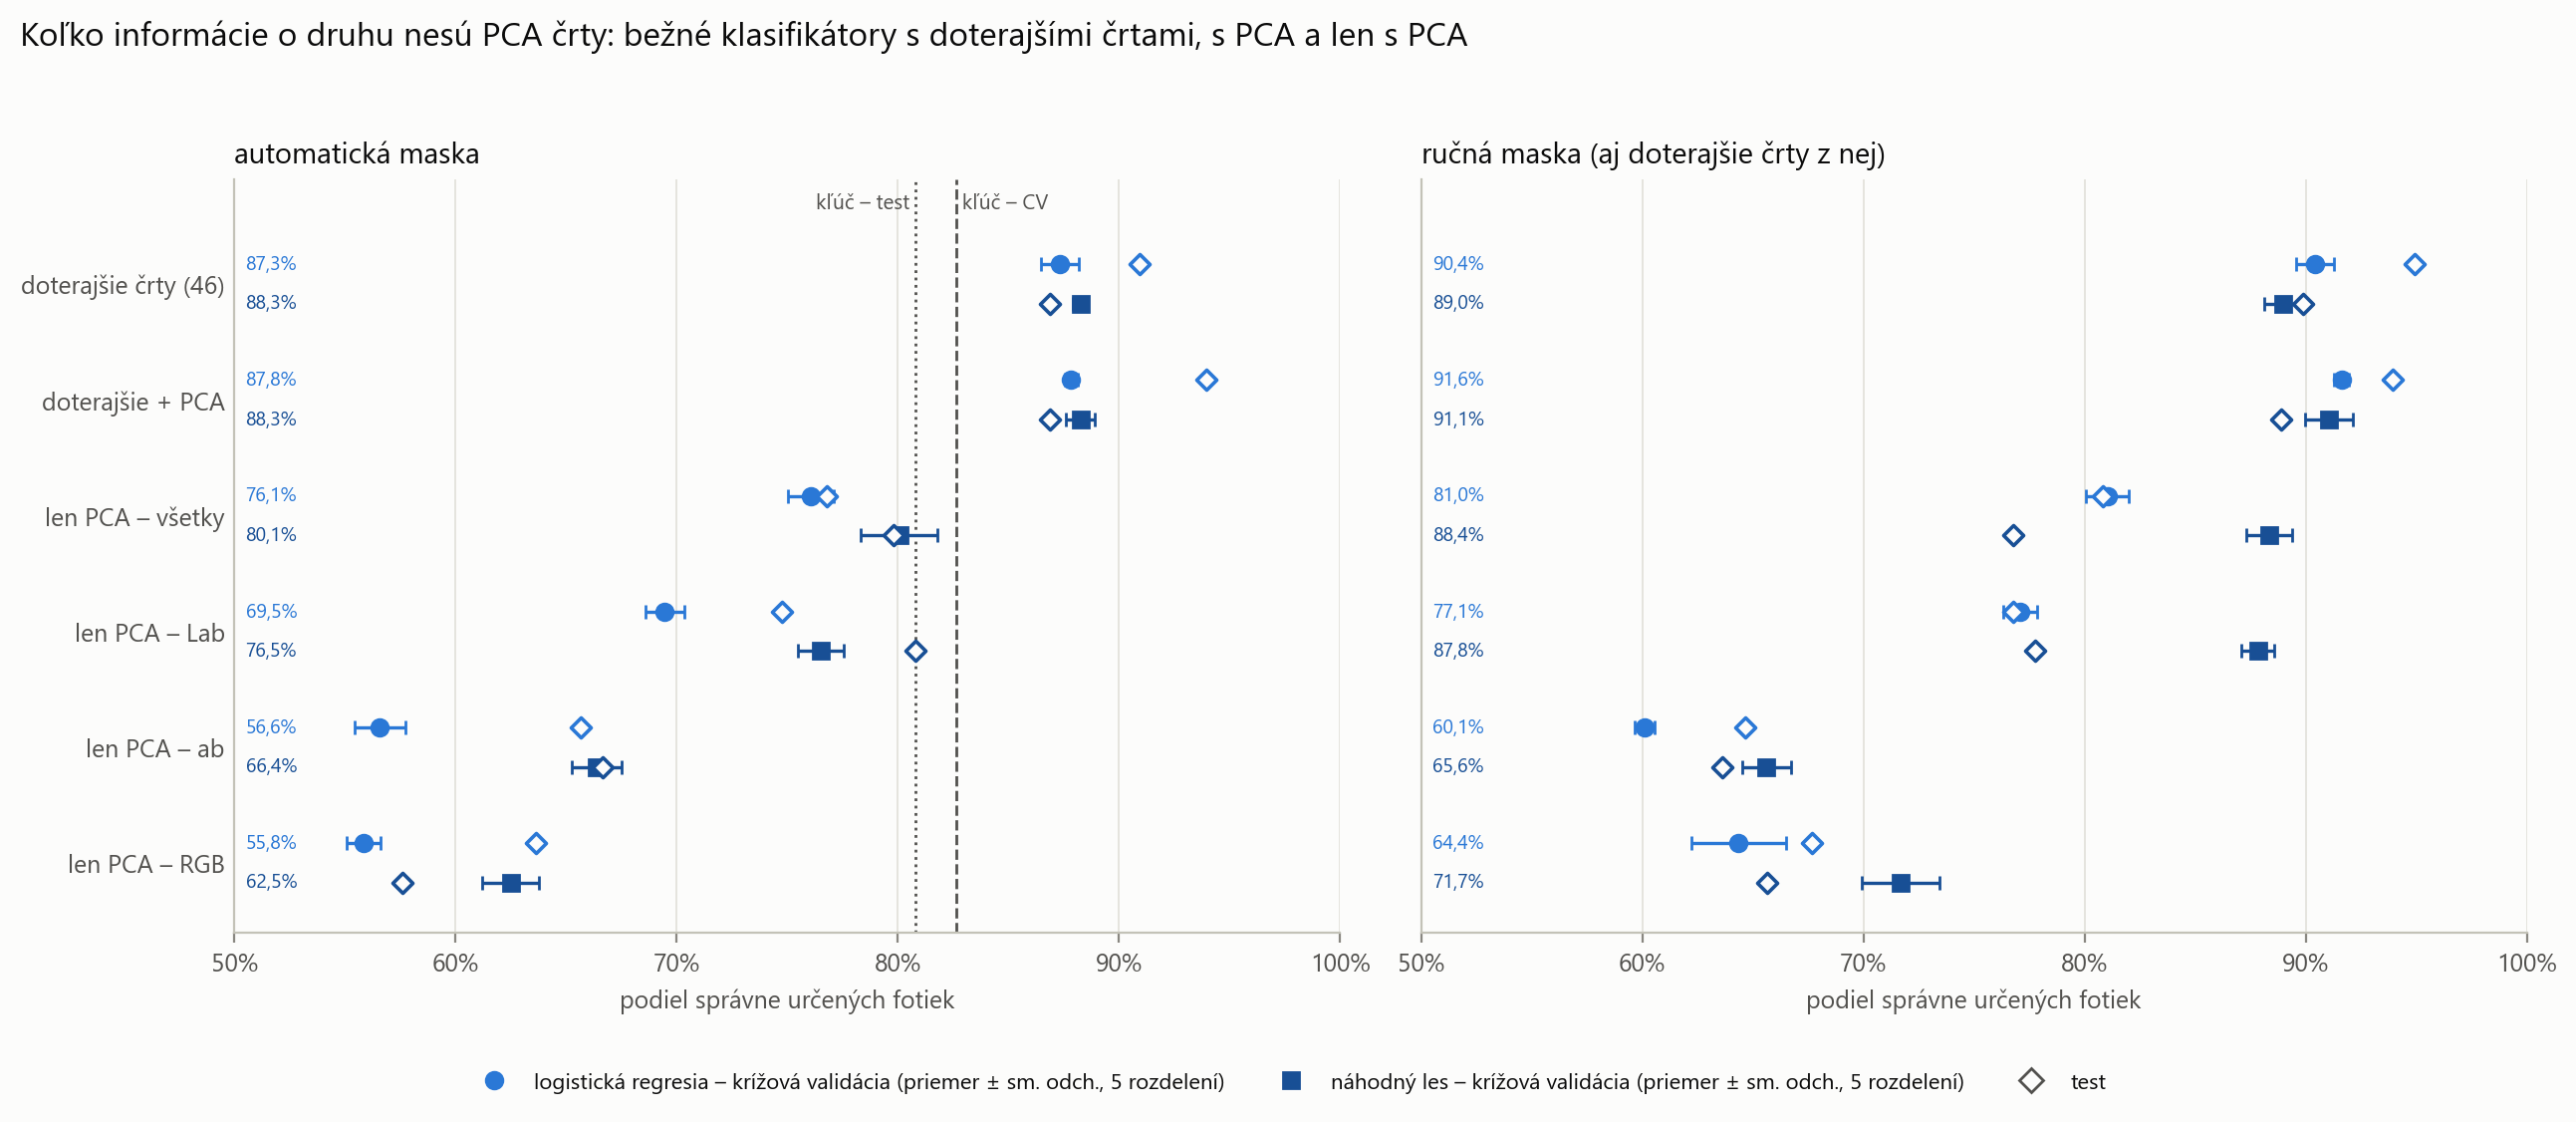 Koľko informácie o druhu nesú PCA črty: bežné klasifikátory s doterajšími črtami, s PCA a len s PCA
automatická maska
kľúč – test
kľúč – CV
doterajšie črty (46)
87,3%
88,3%
doterajšie + PCA
87,8%
88,3%
len PCA – všetky
76,1%
80,1%
len PCA – Lab
69,5%
76,5%
len PCA – ab
56,6%
66,4%
len PCA – RGB
55,8%
62,5%
50%
60%
70%
80%
90%
100%
podiel správne určených fotiek
ručná maska (aj doterajšie črty z nej)
90,4%
89,0%
91,6%
91,1%
81,0%
88,4%
77,1%
87,8%
60,1%
65,6%
64,4%
71,7%
50%
60%
70%
80%
90%
100%
podiel správne určených fotiek
logistická regresia – krížová validácia (priemer ± sm. odch., 5 rozdelení)
náhodný les – krížová validácia (priemer ± sm. odch., 5 rozdelení)
test